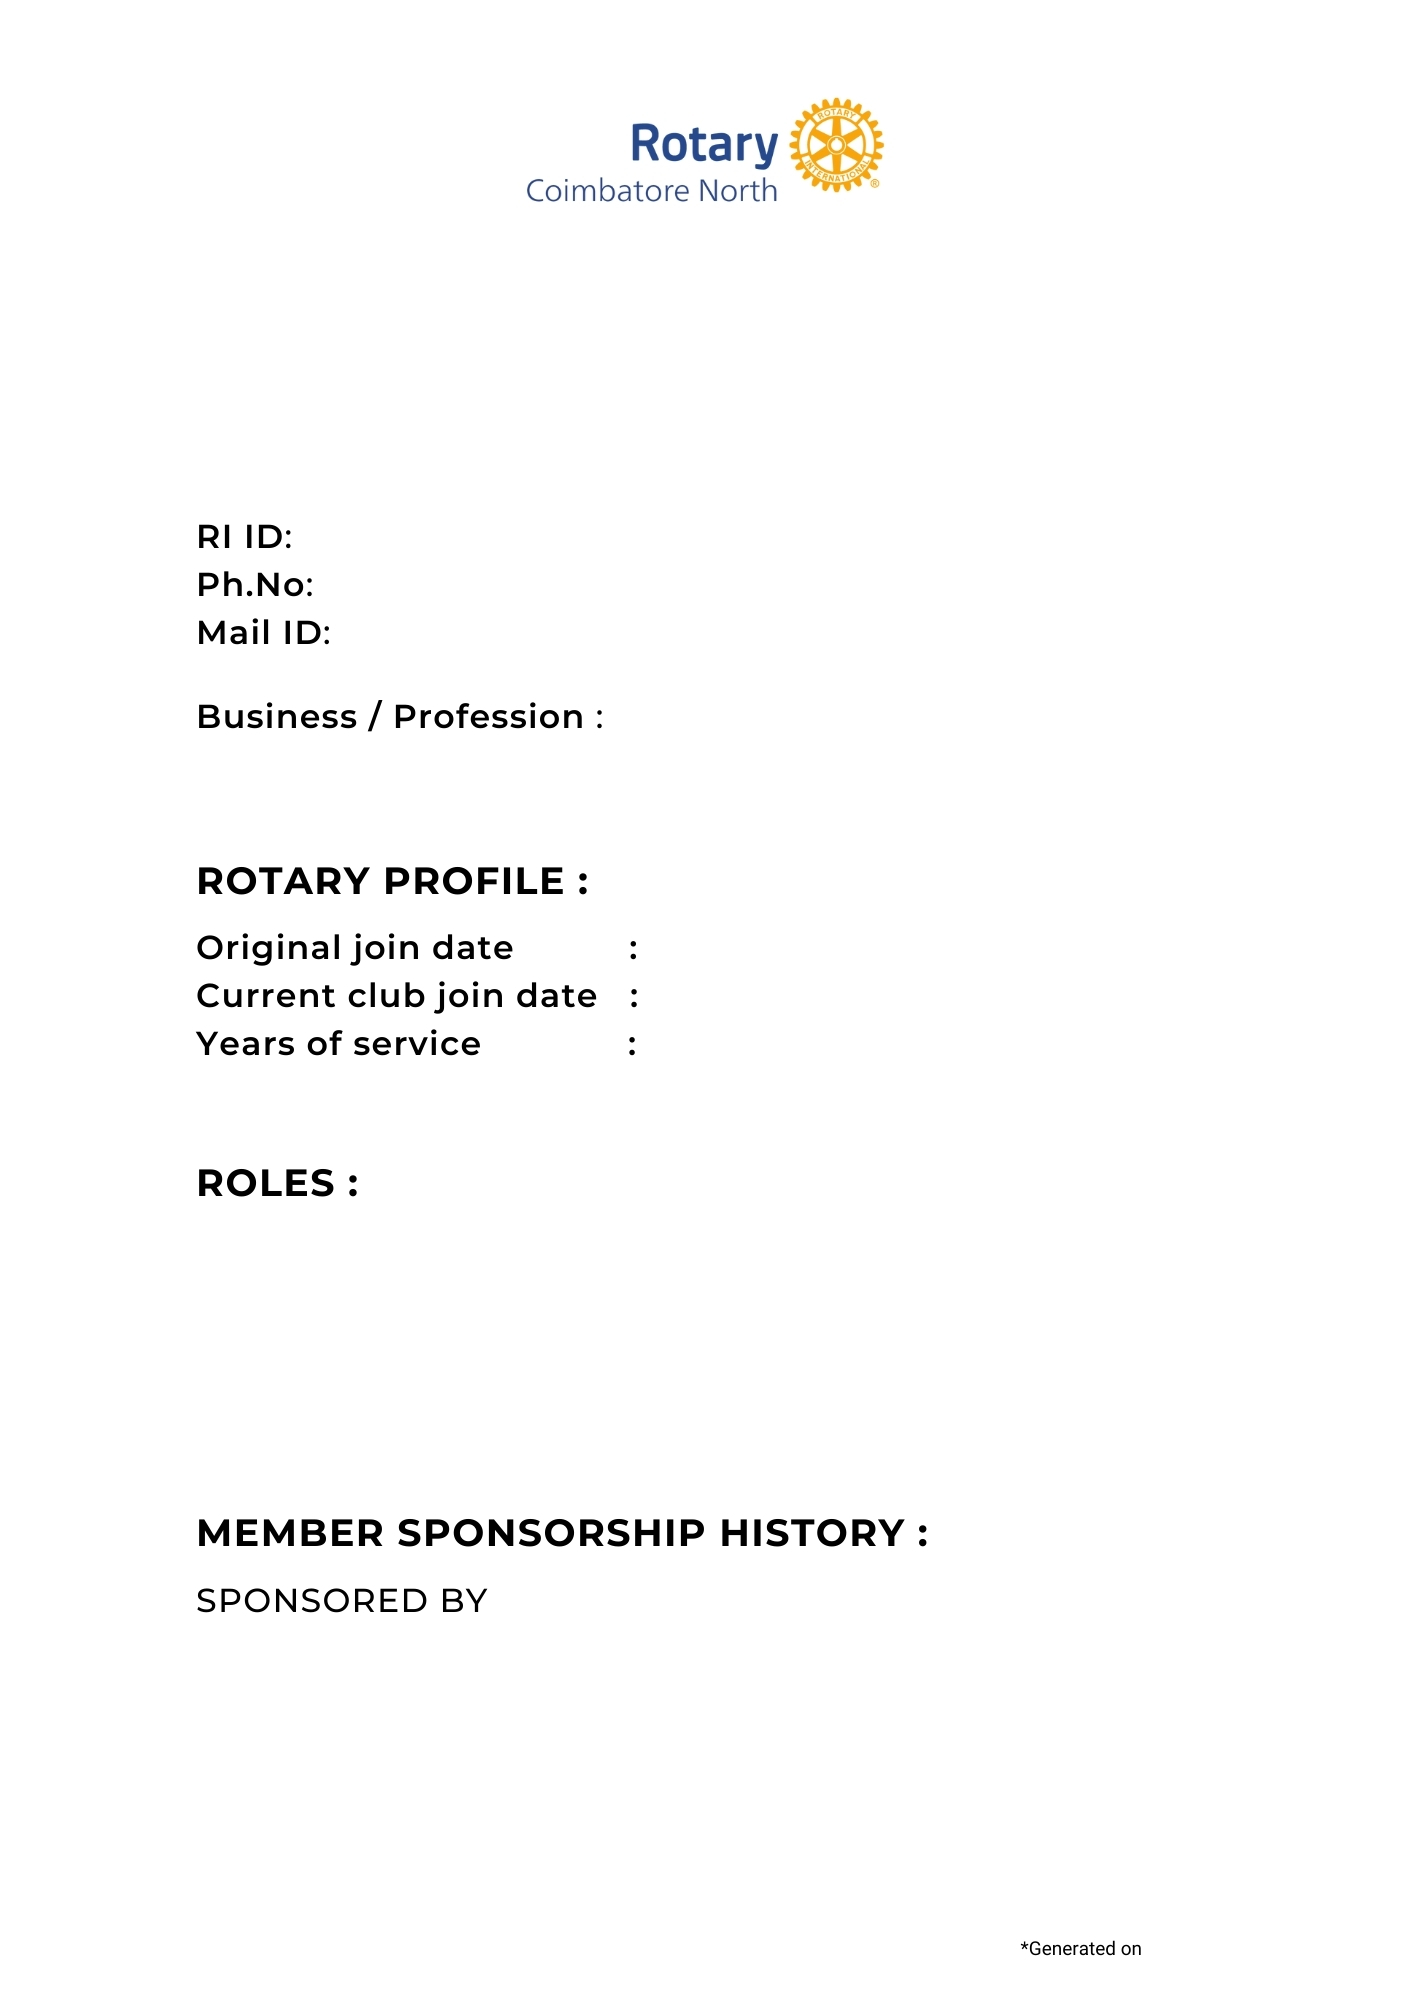 Rotary
Coimbatore North
ROTARY
INTERNATIONAL
®
RI ID:
Ph.No:
Mail ID:
Business / Profession :
ROTARY PROFILE :
Original join date :
Current club join date :
Years of service :
ROLES :
MEMBER SPONSORSHIP HISTORY :
SPONSORED BY
*Generated on